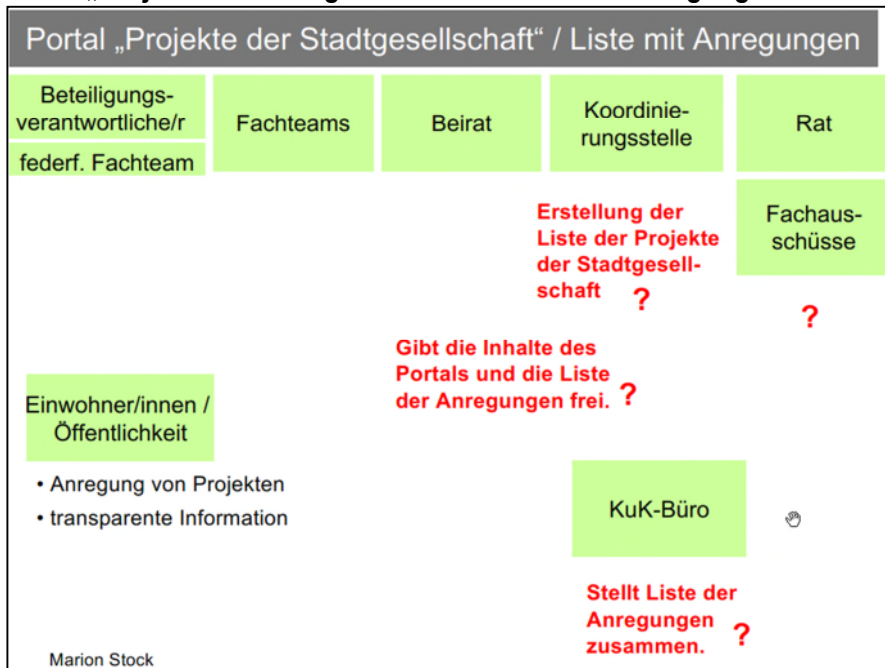 Portal „Projekte der Stadtgesellschaft“ / Liste mit Anregungen
Beteiligungs-
verantwortliche/r
federf. Fachteam
Fachteams
Beirat
Koordinie-
rungsstelle
Rat
Fachaus-
schüsse
?
Erstellung der
Liste der Projekte
der Stadtgesell-
schaft ?
Gibt die Inhalte des
Portals und die Liste
der Anregungen frei. ?
Einwohner/innen /
Öffentlichkeit
• Anregung von Projekten
• transparente Information
KuK-Büro
Stellt Liste der
Anregungen
zusammen. ?
Marion Stock